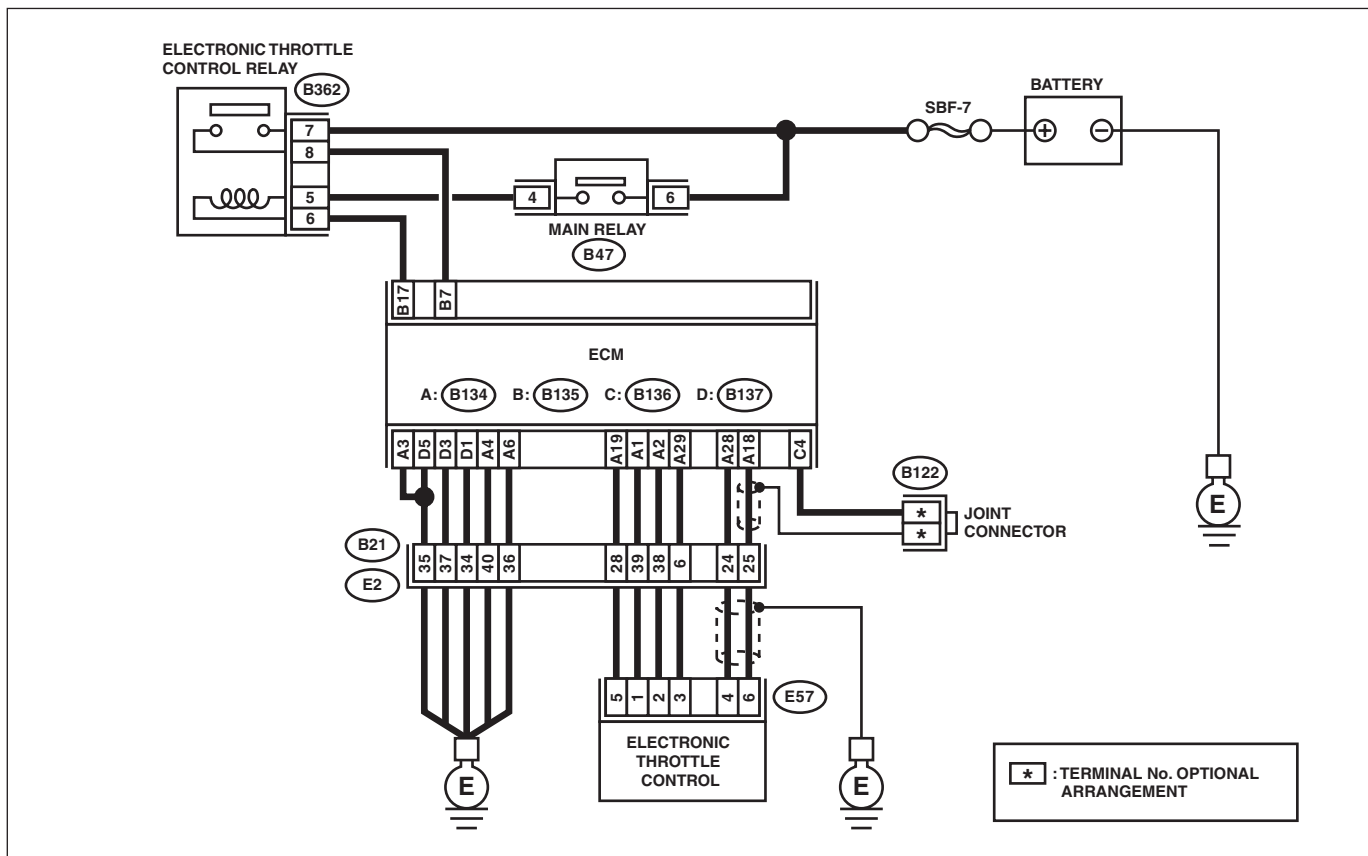 ELECTRONIC THROTTLE
CONTROL RELAY
B362
7
8
5
6
SBF-7
BATTERY
+
−
4
6
MAIN RELAY
B47
B17
B7
ECM
A: B134 B: B135 C: B136 D: B137
A3 D5 D3 D1 A4 A6 A19 A1 A2 A29 A28 A18 C4
B122
*
*
JOINT
CONNECTOR
E
B21
E2
35 37 34 40 36 28 39 38 6 24 25
5 1 2 3 4 6
E57
ELECTRONIC
THROTTLE
CONTROL
E
E
* : TERMINAL No. OPTIONAL
ARRANGEMENT